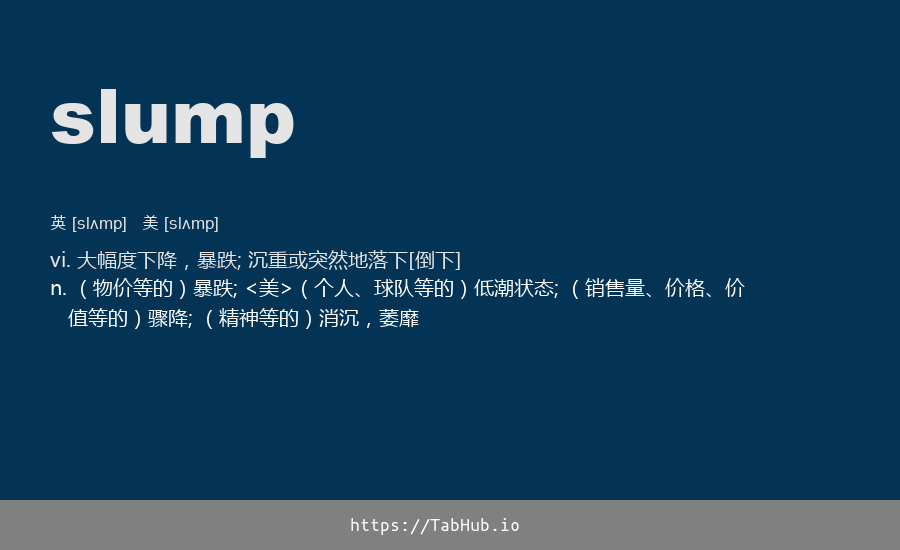 slump
英 [slʌmp] 美 [slʌmp]
vi. 大幅度下降，暴跌; 沉重或突然地落下[倒下]
n. （物价等的）暴跌; <美>（个人、球队等的）低潮状态; （销售量、价格、价
值等的）骤降; （精神等的）消沉，萎靡
https://TabHub.io